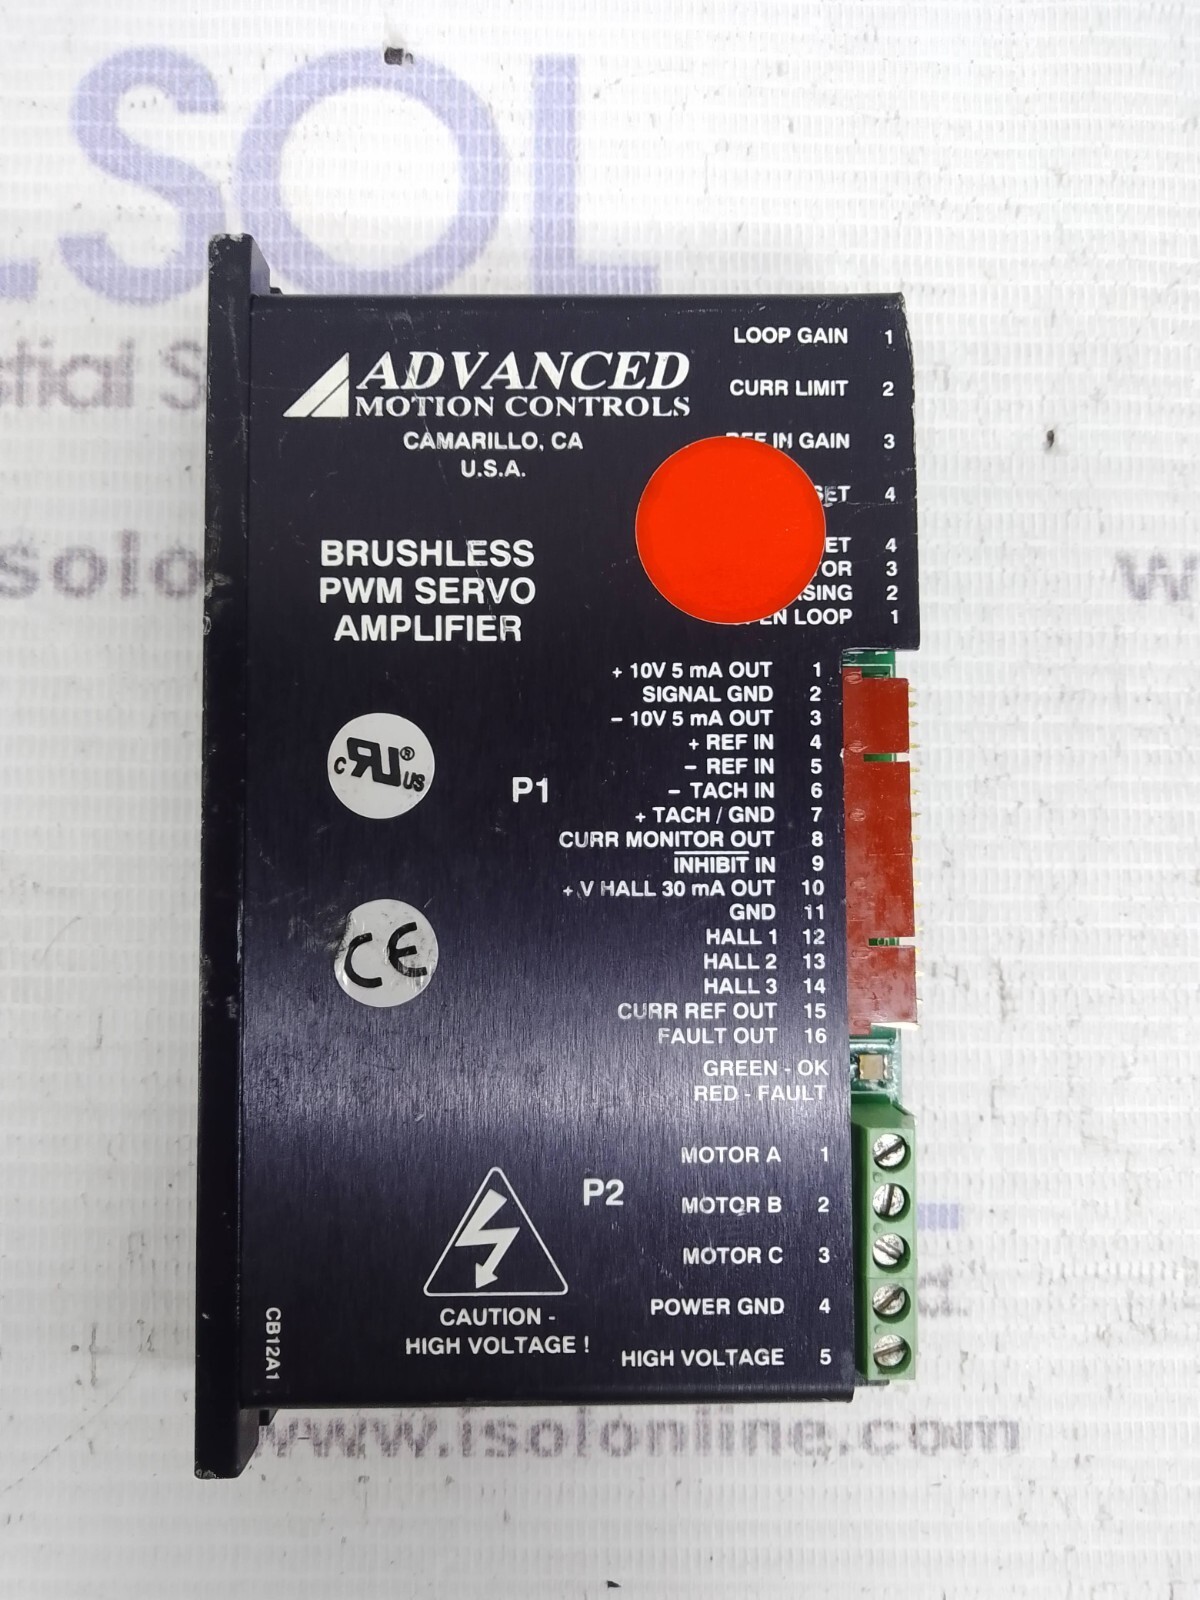 SOL
ADVANCED
MOTION CONTROLS
CAMARILLO, CA
U.S.A.
BRUSHLESS
PWM SERVO
AMPLIFIER
LOOP GAIN 1
CURR LIMIT 2
IN GAIN 3
4
4
3
2
LOOP 1
P1
+ 10V 5 mA OUT 1
SIGNAL GND 2
- 10V 5 mA OUT 3
+ REF IN 4
- REF IN 5
- TACH IN 6
+ TACH / GND 7
CURR MONITOR OUT 8
INHIBIT IN 9
+ V HALL 30 mA OUT 10
GND 11
HALL 1 12
HALL 2 13
HALL 3 14
CURR REF OUT 15
FAULT OUT 16
GREEN - OK
RED - FAULT
c RU ® US
CE
P2
MOTOR A 1
MOTOR B 2
MOTOR C 3
POWER GND 4
HIGH VOLTAGE 5
CAUTION -
HIGH VOLTAGE !
CB12A1
www.isolonline.com